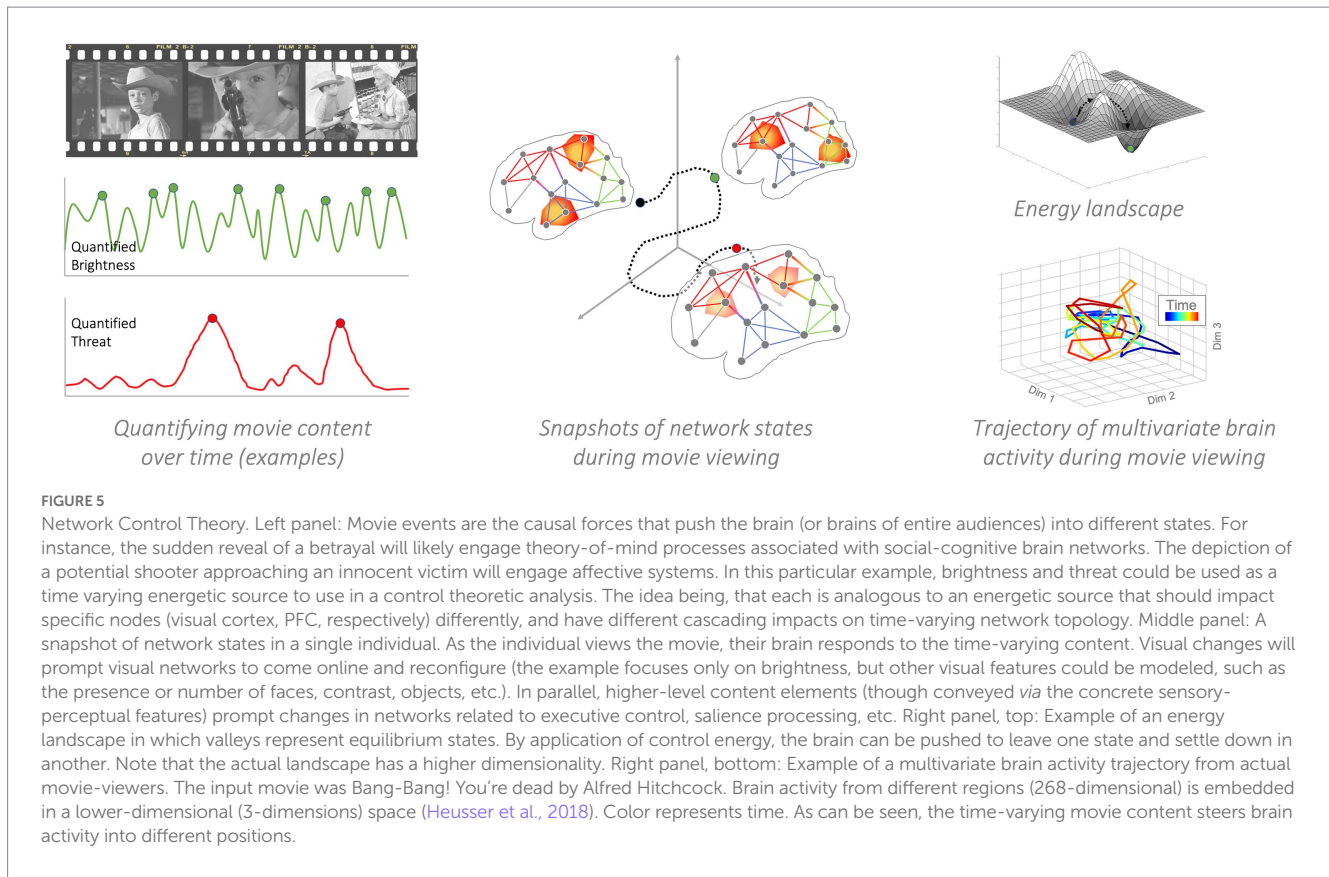 2 6 FILM 2 B-2 7 7 B-2 8 FILM
6 7 8
Quantified
Brightness
Quantified
Threat
Quantifying movie content
over time (examples)
Snapshots of network states
during movie viewing
Energy landscape
Time
Dim 3
Dim 1
Dim 2
Trajectory of multivariate brain
activity during movie viewing
FIGURE 5
Network Control Theory. Left panel: Movie events are the causal forces that push the brain (or brains of entire audiences) into different states. For
instance, the sudden reveal of a betrayal will likely engage theory-of-mind processes associated with social-cognitive brain networks. The depiction of
a potential shooter approaching an innocent victim will engage affective systems. In this particular example, brightness and threat could be used as a
time varying energetic source to use in a control theoretic analysis. The idea being, that each is analogous to an energetic source that should impact
specific nodes (visual cortex, PFC, respectively) differently, and have different cascading impacts on time-varying network topology. Middle panel: A
snapshot of network states in a single individual. As the individual views the movie, their brain responds to the time-varying content. Visual changes will
prompt visual networks to come online and reconfigure (the example focuses only on brightness, but other visual features could be modeled, such as
the presence or number of faces, contrast, objects, etc.). In parallel, higher-level content elements (though conveyed via the concrete sensory-
perceptual features) prompt changes in networks related to executive control, salience processing, etc. Right panel, top: Example of an energy
landscape in which valleys represent equilibrium states. By application of control energy, the brain can be pushed to leave one state and settle down in
another. Note that the actual landscape has a higher dimensionality. Right panel, bottom: Example of a multivariate brain activity trajectory from actual
movie-viewers. The input movie was Bang-Bang! You're dead by Alfred Hitchcock. Brain activity from different regions (268-dimensional) is embedded
in a lower-dimensional (3-dimensions) space (Heusser et al., 2018). Color represents time. As can be seen, the time-varying movie content steers brain
activity into different positions.